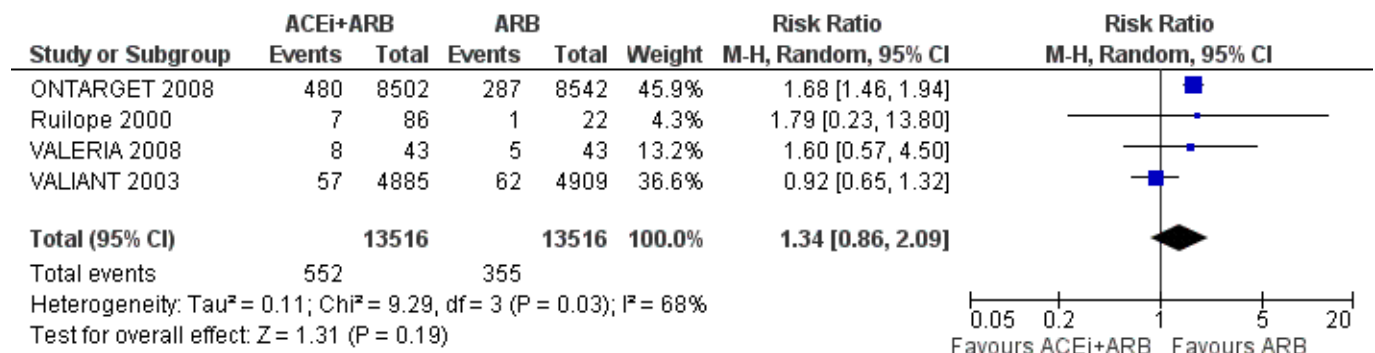 ACEi+ARB ARB Risk Ratio Risk Ratio
Study or Subgroup Events Total Events Total Weight M-H, Random, 95% CI M-H, Random, 95% CI
ONTARGET 2008 480 8502 287 8542 45.9% 1.68 [1.46, 1.94]
Ruilope 2000 7 86 1 22 4.3% 1.79 [0.23, 13.80]
VALERIA 2008 8 43 5 43 13.2% 1.60 [0.57, 4.50]
VALIANT 2003 57 4885 62 4909 36.6% 0.92 [0.65, 1.32]
Total (95% CI) 13516 13516 100.0% 1.34 [0.86, 2.09]
Total events 552 355
Heterogeneity: Tau² = 0.11; Chi² = 9.29, df = 3 (P = 0.03); I² = 68%
Test for overall effect: Z = 1.31 (P = 0.19)
0.05 0.2 1 5 20
Favours ACEi+ARB Favours ARB